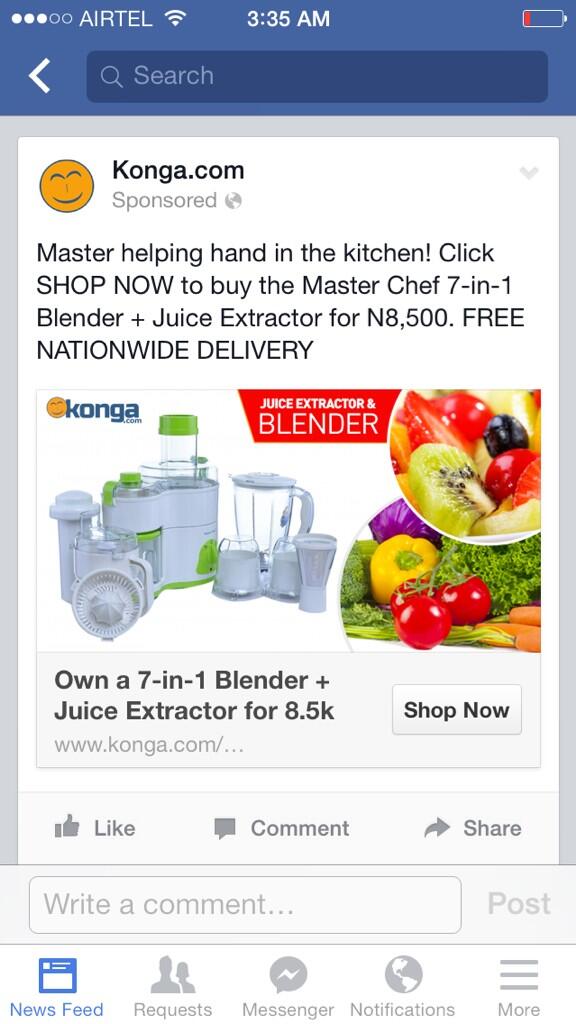 AIRTEL 3:35 AM
Search
Konga.com
Sponsored
Master helping hand in the kitchen! Click
SHOP NOW to buy the Master Chef 7-in-1
Blender + Juice Extractor for N8,500. FREE
NATIONWIDE DELIVERY
konga.com
JUICE EXTRACTOR &
BLENDER
Own a 7-in-1 Blender +
Juice Extractor for 8.5k
www.konga.com/…
Shop Now
Like Comment Share
Write a comment… Post
News Feed Requests Messenger Notifications More